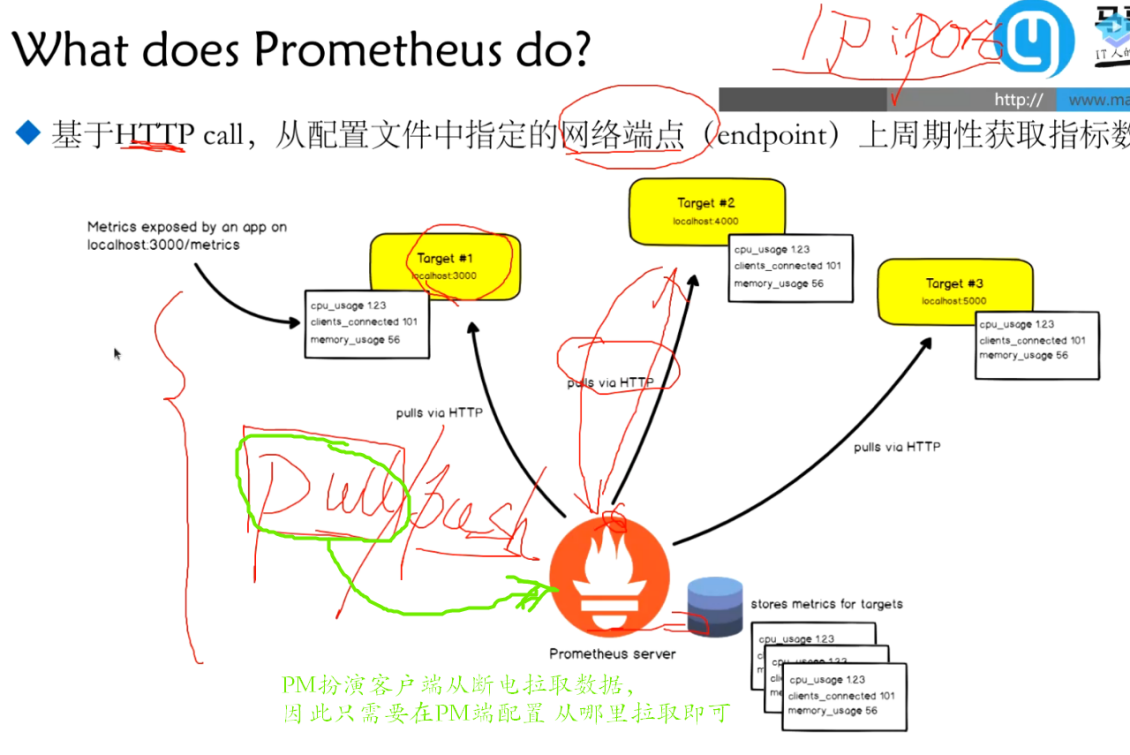 What does Prometheus do?
IP:port
http://
www.ma
基于HTTP call，从配置文件中指定的网络端点（endpoint）上周期性获取指标数
Metrics exposed by an app on
localhost:3000/metrics
Target #1
localhost:3000
cpu_usage 1.23
clients_connected 101
memory_usage 56
Target #2
localhost:4000
cpu_usage 1.23
clients_connected 101
memory_usage 56
Target #3
localhost:5000
cpu_usage 1.23
clients_connected 101
memory_usage 56
pulls via HTTP
pulls via HTTP
pulls via HTTP
pull/push
Prometheus server
stores metrics for targets
cpu_usage 1.23
cpu_usage 1.23
clients_connected 101
memory_usage 56
PM扮演客户端从断电拉取数据，
因此只需要在PM端配置 从哪里拉取即可